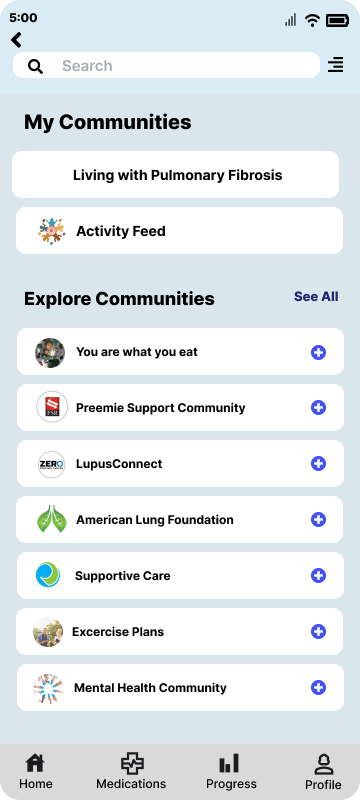 5:00
Search
My Communities
Living with Pulmonary Fibrosis
Activity Feed
Explore Communities
See All
You are what you eat
Preemie Support Community
ZERO
LupusConnect
American Lung Foundation
Supportive Care
Excercise Plans
Mental Health Community
Home
Medications
Progress
Profile